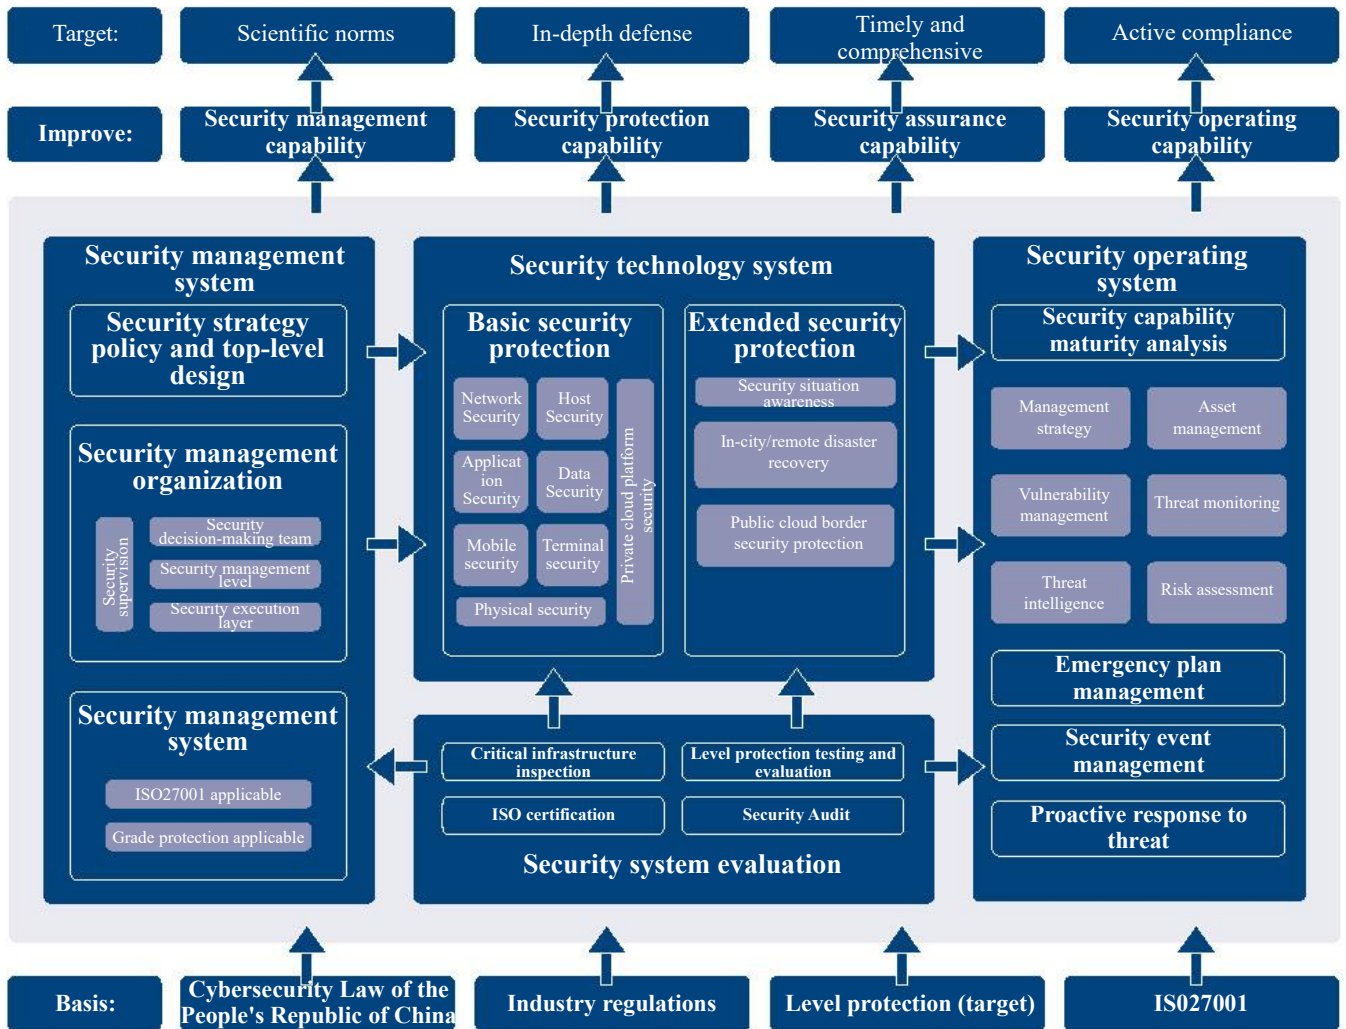 Target:
Scientific norms
In-depth defense
Timely and
comprehensive
Active compliance
Improve:
Security management
capability
Security protection
capability
Security assurance
capability
Security operating
capability
Security management
system
Security strategy
policy and top-level
design
Security management
organization
Security
supervision
Security
decision-making team
Security management
level
Security execution
layer
Security management
system
ISO27001 applicable
Grade protection applicable
Security technology system
Basic security
protection
Network
Security
Host
Security
Applicat
ion
Security
Data
Security
Mobile
security
Terminal
security
Physical security
Private cloud platform
security
Extended security
protection
Security situation
awareness
In-city/remote disaster
recovery
Public cloud border
security protection
Critical infrastructure
inspection
Level protection testing and
evaluation
ISO certification
Security Audit
Security system evaluation
Security operating
system
Security capability
maturity analysis
Management
strategy
Asset
management
Vulnerability
management
Threat monitoring
Threat
intelligence
Risk assessment
Emergency plan
management
Security event
management
Proactive response to
threat
Basis:
Cybersecurity Law of the
People's Republic of China
Industry regulations
Level protection (target)
IS027001